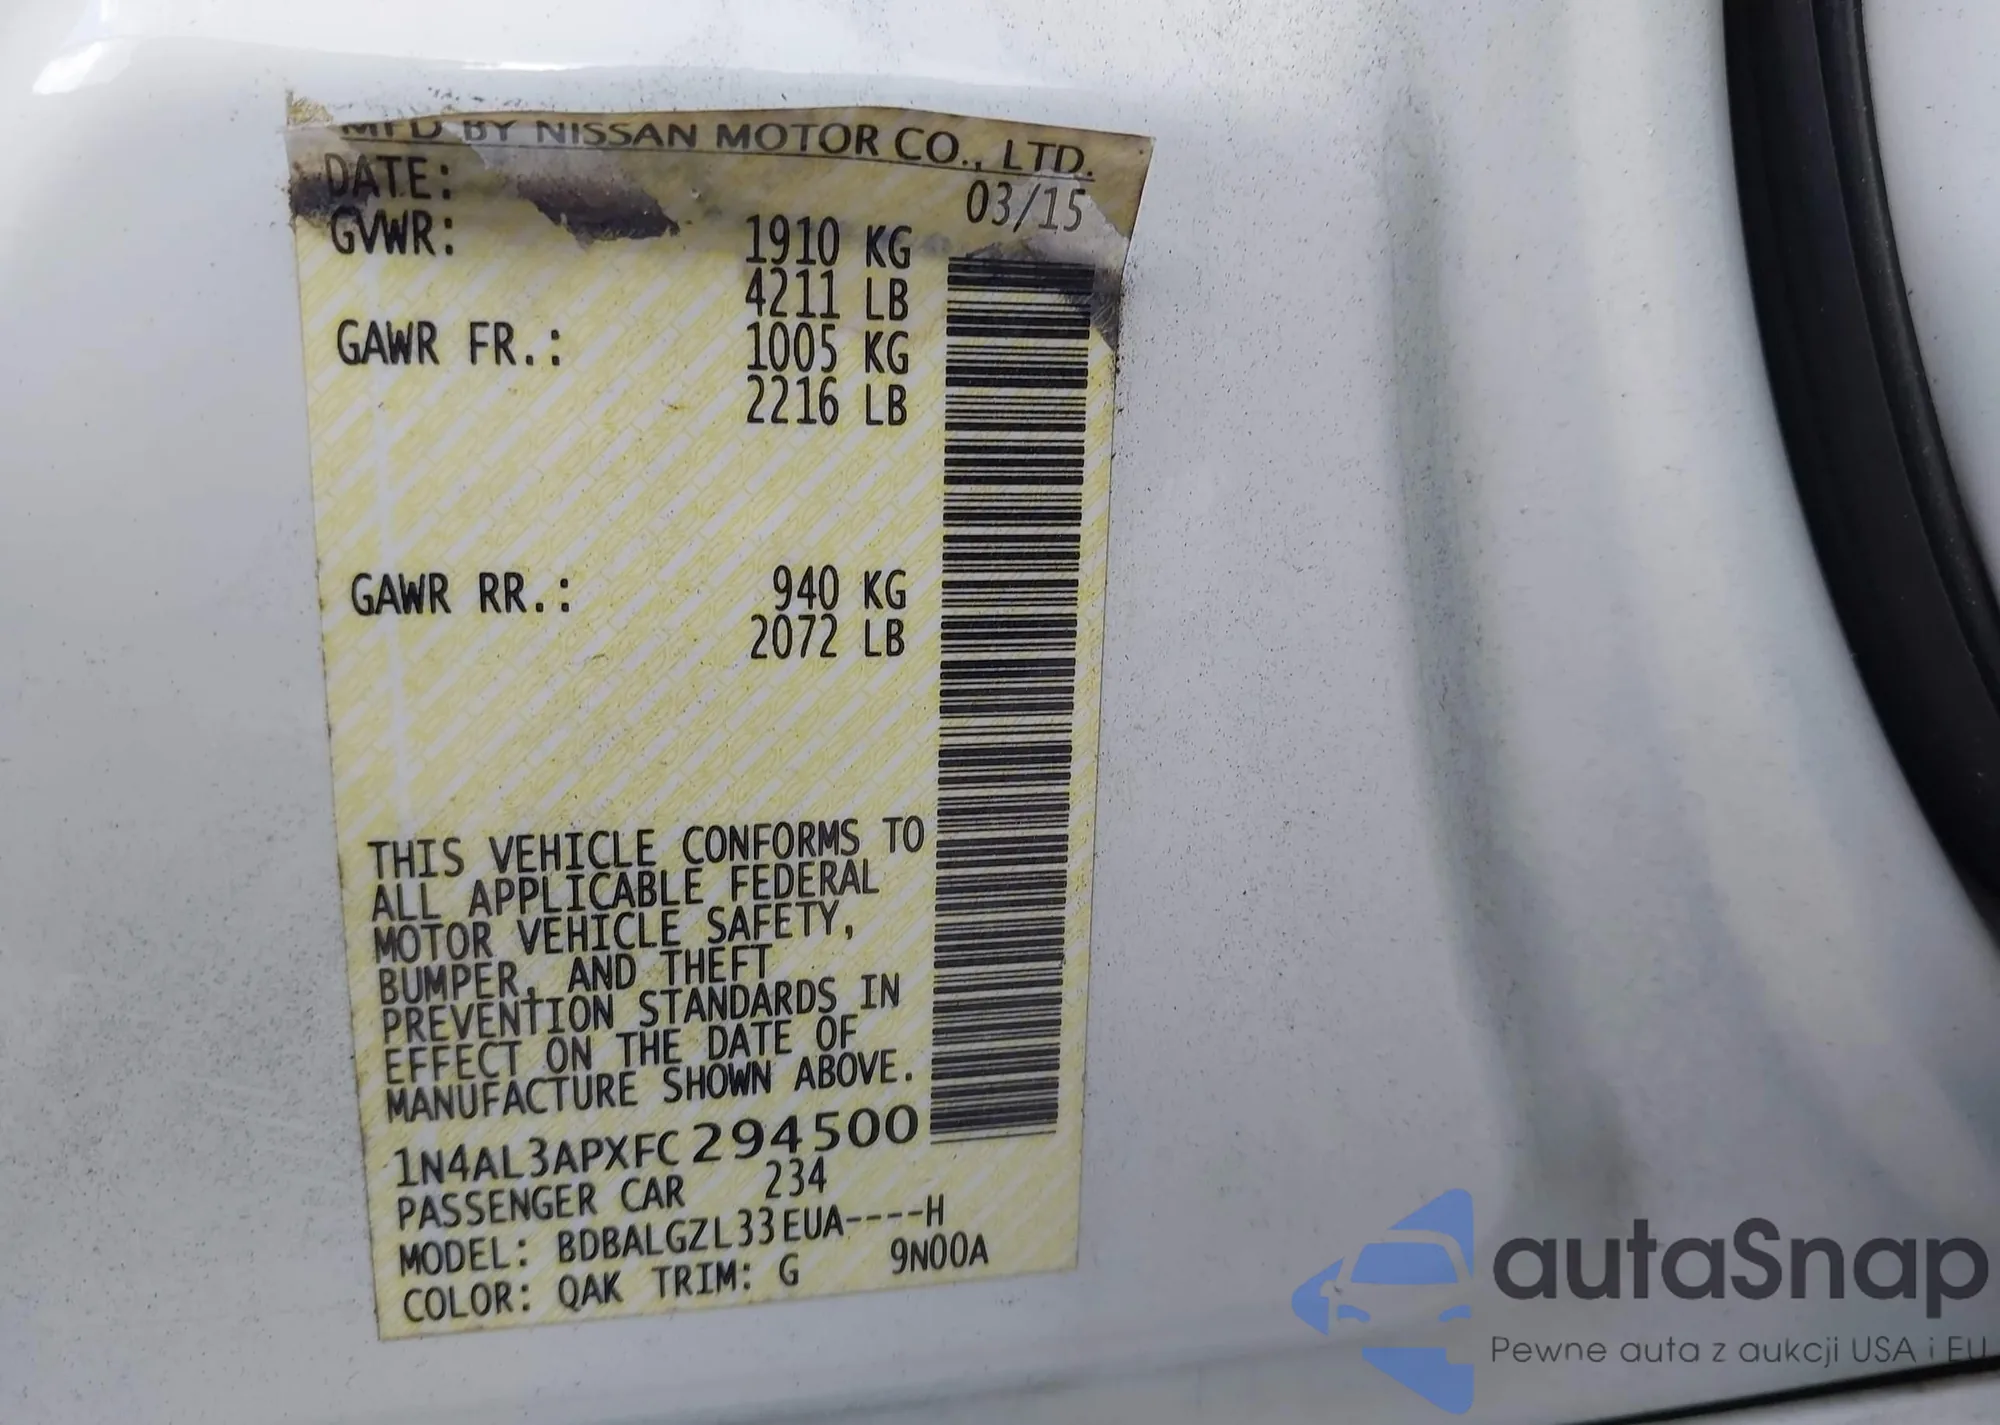 MFD BY NISSAN MOTOR CO., LTD.
DATE: 03/15
GVWR: 1910 KG
4211 LB
GAWR FR.: 1005 KG
2216 LB
GAWR RR.: 940 KG
2072 LB
THIS VEHICLE CONFORMS TO
ALL APPLICABLE FEDERAL
MOTOR VEHICLE SAFETY,
BUMPER, AND THEFT
PREVENTION STANDARDS IN
EFFECT ON THE DATE OF
MANUFACTURE SHOWN ABOVE.
1N4AL3APXFC294500
PASSENGER CAR 234
MODEL: BDBALGZL33EUA----H
COLOR: QAK TRIM: G 9N00A
autaSnap
Pewne auta z aukcji USA i EU